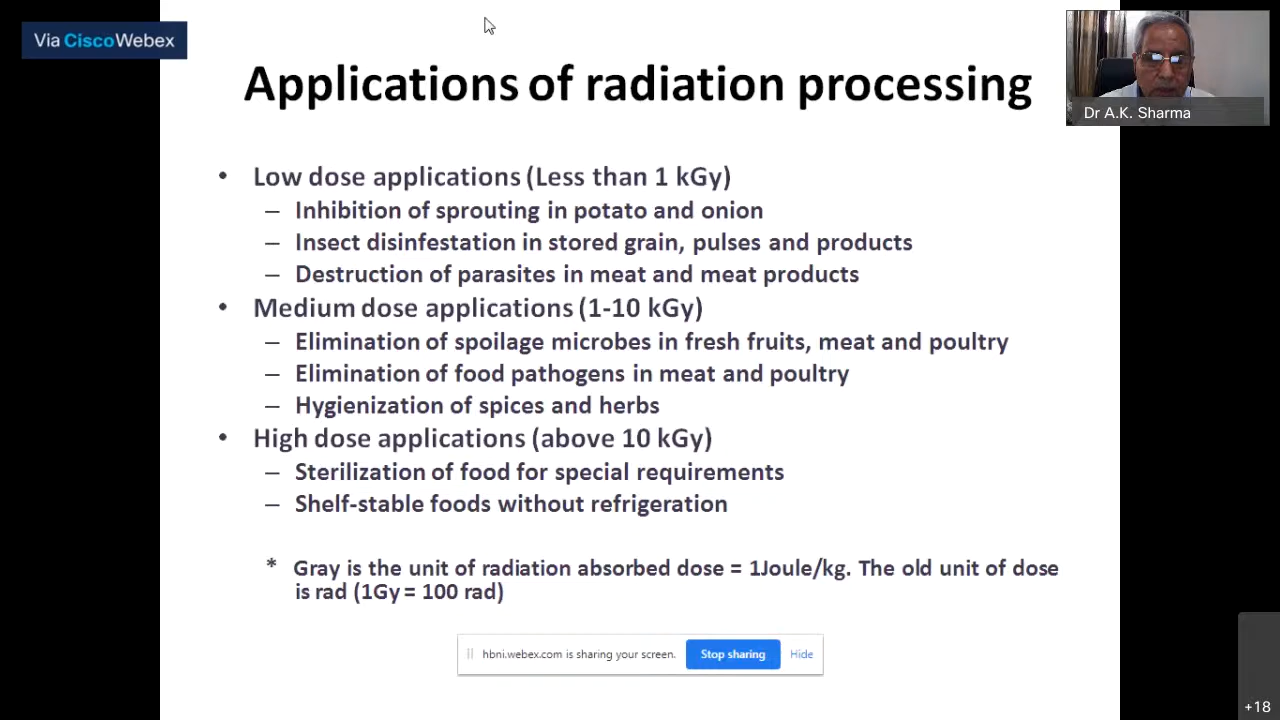 Via CiscoWebex
Applications of radiation processing
Dr A.K. Sharma
• Low dose applications (Less than 1 kGy)
– Inhibition of sprouting in potato and onion
– Insect disinfestation in stored grain, pulses and products
– Destruction of parasites in meat and meat products
• Medium dose applications (1-10 kGy)
– Elimination of spoilage microbes in fresh fruits, meat and poultry
– Elimination of food pathogens in meat and poultry
– Hygienization of spices and herbs
• High dose applications (above 10 kGy)
– Sterilization of food for special requirements
– Shelf-stable foods without refrigeration
* Gray is the unit of radiation absorbed dose = 1Joule/kg. The old unit of dose
is rad (1Gy = 100 rad)
hbni.webex.com is sharing your screen. Stop sharing Hide
+18